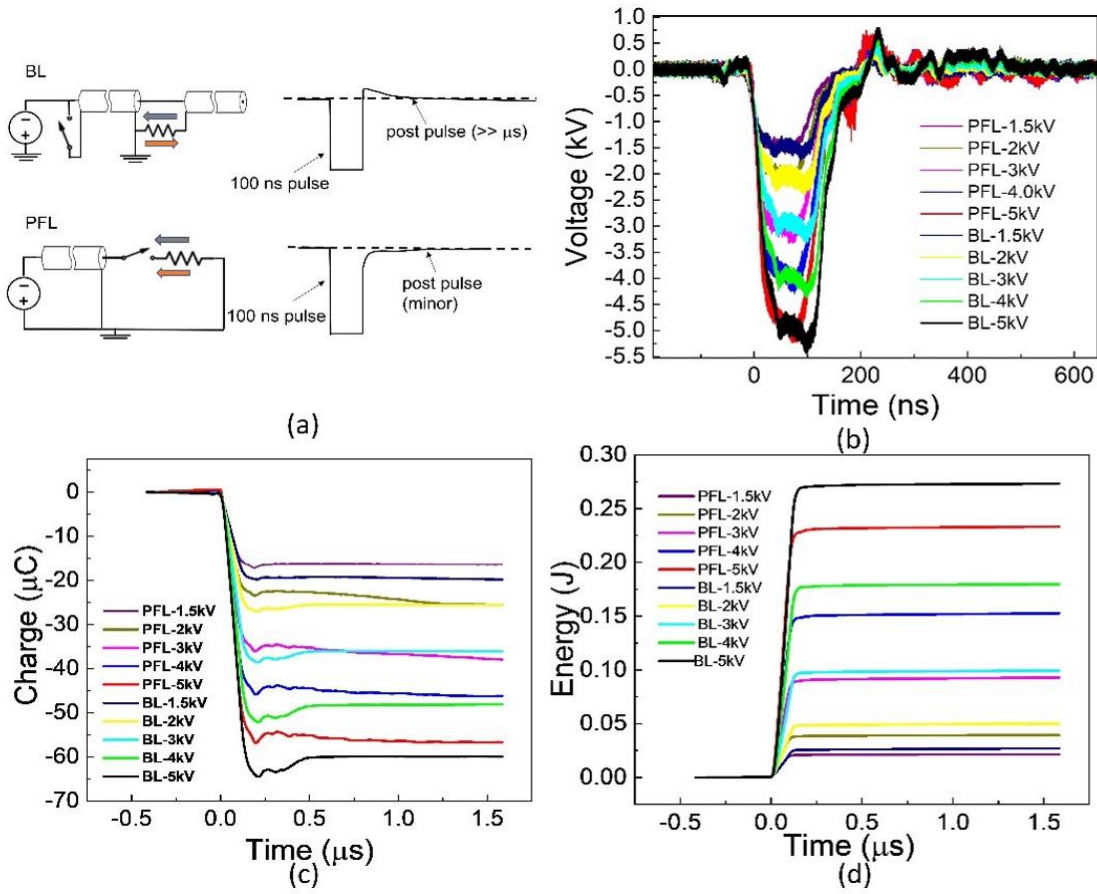 BL
post pulse (>> μs)
100 ns pulse
PFL
post pulse
(minor)
100 ns pulse
(a)
1.0
0.5
0.0
-0.5
-1.0
-1.5
-2.0
-2.5
-3.0
-3.5
-4.0
-4.5
-5.0
-5.5
Voltage (kV)
PFL-1.5kV
PFL-2kV
PFL-3kV
PFL-4.0kV
PFL-5kV
BL-1.5kV
BL-2kV
BL-3kV
BL-4kV
BL-5kV
0 200 400 600
Time (ns)
(b)
0
-10
-20
-30
-40
-50
-60
-70
Charge (μC)
PFL-1.5kV
PFL-2kV
PFL-3kV
PFL-4kV
PFL-5kV
BL-1.5kV
BL-2kV
BL-3kV
BL-4kV
BL-5kV
-0.5 0.0 0.5 1.0 1.5
Time (μs)
(c)
0.30
0.25
0.20
0.15
0.10
0.05
0.00
Energy (J)
PFL-1.5kV
PFL-2kV
PFL-3kV
PFL-4kV
PFL-5kV
BL-1.5kV
BL-2kV
BL-3kV
BL-4kV
BL-5kV
-0.5 0.0 0.5 1.0 1.5
Time (μs)
(d)